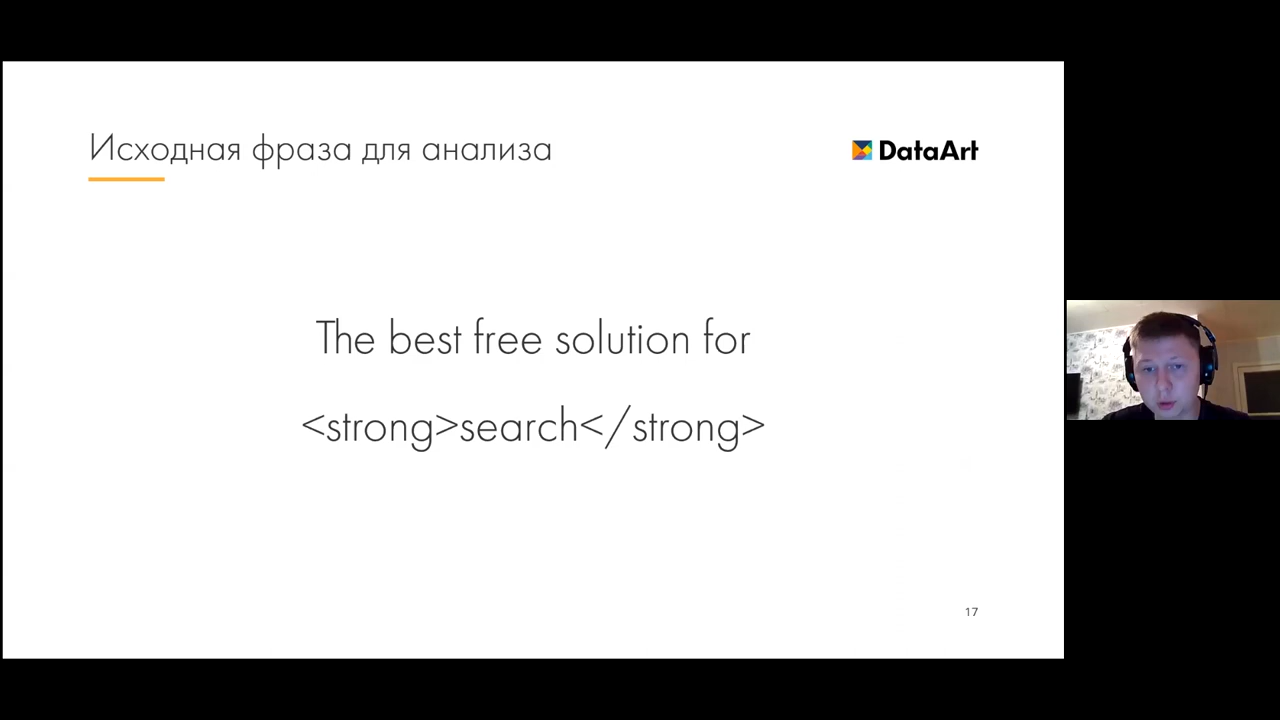 Исходная фраза для анализа
DataArt
The best free solution for
<strong>search</strong>
17